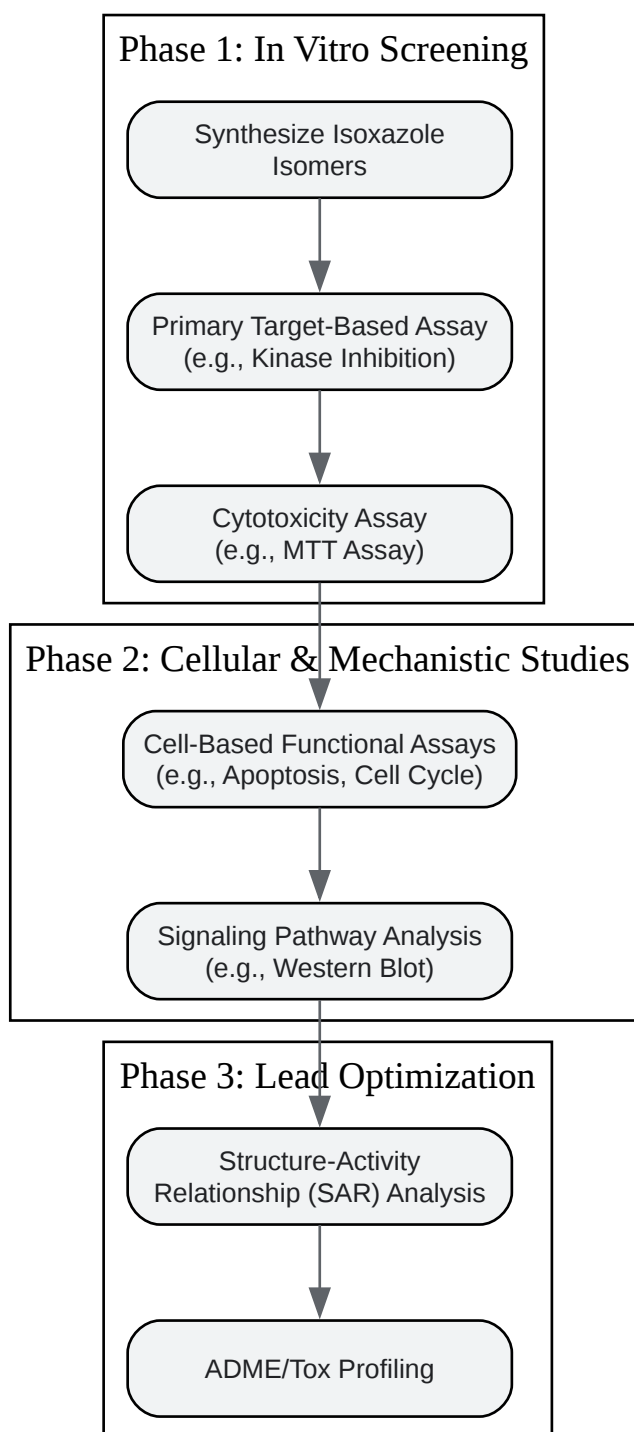 Phase 1: In Vitro Screening
Synthesize Isoxazole
Isomers
Primary Target-Based Assay
(e.g., Kinase Inhibition)
Cytotoxicity Assay
(e.g., MTT Assay)
Phase 2: Cellular & Mechanistic Studies
Cell-Based Functional Assays
(e.g., Apoptosis, Cell Cycle)
Signaling Pathway Analysis
(e.g., Western Blot)
Phase 3: Lead Optimization
Structure-Activity
Relationship (SAR) Analysis
ADME/Tox Profiling